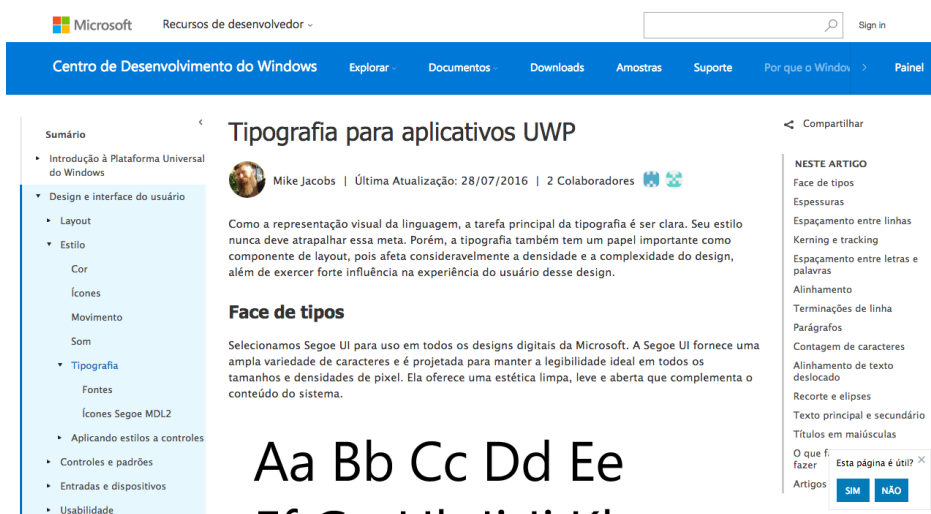 Microsoft
Recursos de desenvolvedor
Sign in
Centro de Desenvolvimento do Windows
Explorar
Documentos
Downloads
Amostras
Suporte
Por que o Window
Painel
Sumário
Introdução à Plataforma Universal
do Windows
Design e interface do usuário
Layout
Estilo
Cor
Ícones
Movimento
Som
Tipografia
Fontes
Ícones Segoe MDL2
Aplicando estilos a controles
Controles e padrões
Entradas e dispositivos
Usabilidade
Tipografia para aplicativos UWP
Mike Jacobs | Última Atualização: 28/07/2016 | 2 Colaboradores
Como a representação visual da linguagem, a tarefa principal da tipografia é ser clara. Seu estilo
nunca deve atrapalhar essa meta. Porém, a tipografia também tem um papel importante como
componente de layout, pois afeta consideravelmente a densidade e a complexidade do design,
além de exercer forte influência na experiência do usuário desse design.
Face de tipos
Selecionamos Segoe UI para uso em todos os designs digitais da Microsoft. A Segoe UI fornece uma
ampla variedade de caracteres e é projetada para manter a legibilidade ideal em todos os
tamanhos e densidades de pixel. Ela oferece uma estética limpa, leve e aberta que complementa o
conteúdo do sistema.
Aa Bb Cc Dd Ee
Compartilhar
NESTE ARTIGO
Face de tipos
Espessuras
Espaçamento entre linhas
Kerning e tracking
Espaçamento entre letras e
palavras
Alinhamento
Terminações de linha
Parágrafos
Contagem de caracteres
Alinhamento de texto
deslocado
Recorte e elipses
Texto principal e secundário
Títulos em maiúsculas
O que
fazer
Artigos
Esta página é útil?
SIM
NÃO